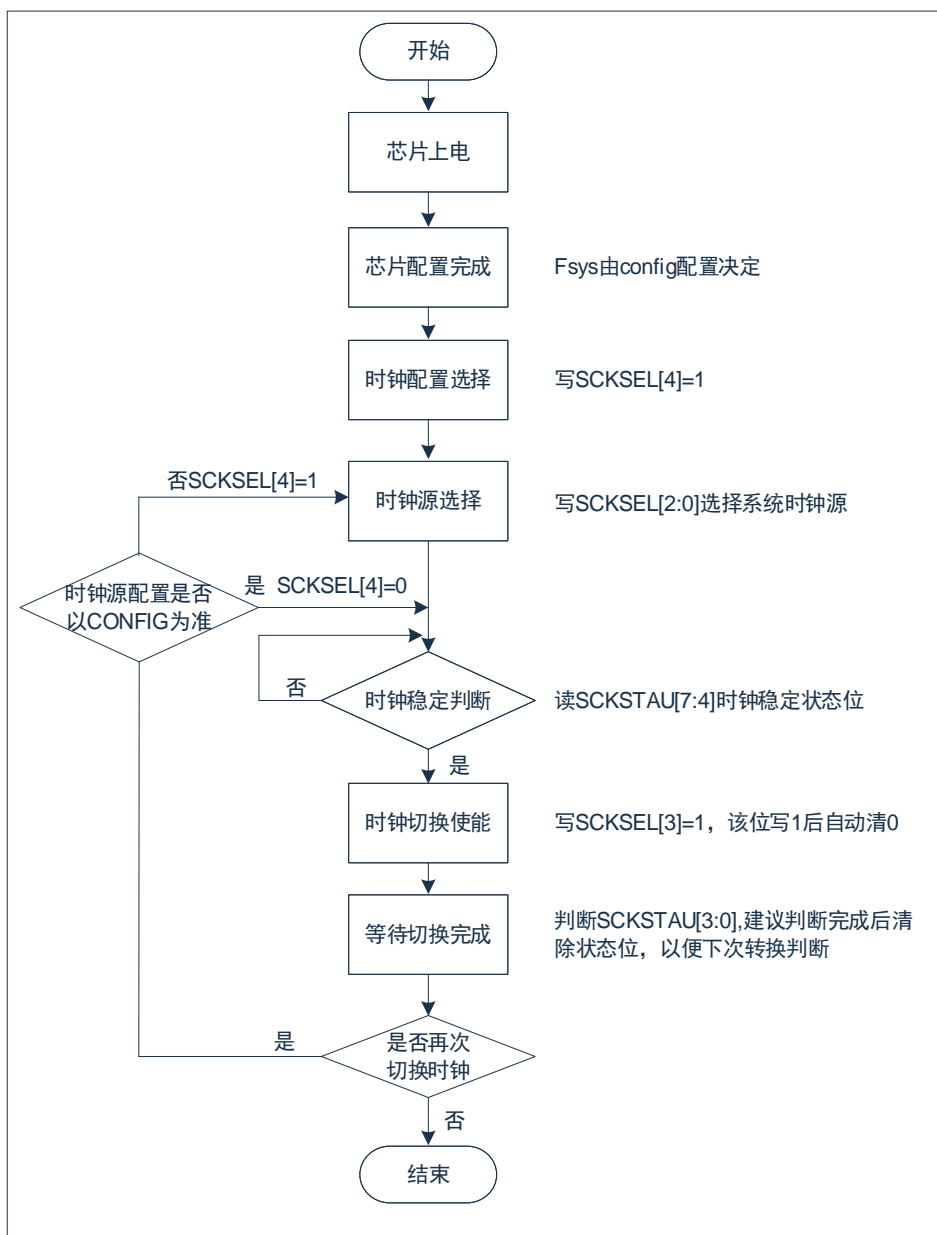 开始
芯片上电
芯片配置完成
Fsys由config配置决定
时钟配置选择
写SCKSEL[4]=1
否SCKSEL[4]=1
时钟源选择
写SCKSEL[2:0]选择系统时钟源
时钟源配置是否
以CONFIG为准
是 SCKSEL[4]=0
否
时钟稳定判断
读SCKSTAU[7:4]时钟稳定状态位
是
时钟切换使能
写SCKSEL[3]=1，该位写1后自动清0
等待切换完成
判断SCKSTAU[3:0],建议判断完成后清
除状态位，以便下次转换判断
是
是否再次
切换时钟
否
结束